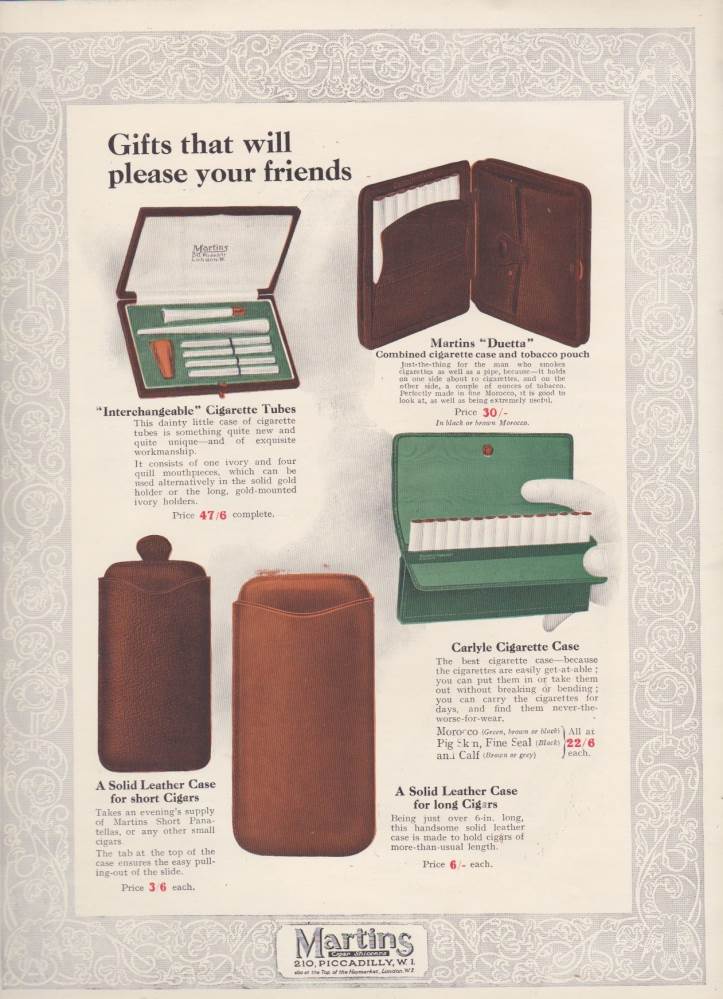 Gifts that will
please your friends
Martins
210, Piccadilly
London. W.
"Interchangeable" Cigarette Tubes
This dainty little case of cigarette
tubes is something quite new and
quite unique—and of exquisite
workmanship.
It consists of one ivory and four
quill mouthpieces, which can be
used alternatively in the solid gold
holder or the long, gold-mounted
ivory holders.
Price 47/6 complete.
Martins "Duetta"
Combined cigarette case and tobacco pouch
Just-the-thing for the man who smokes
cigarettes as well as a pipe, because—it holds
on one side about 10 cigarettes, and on the
other side, a couple of ounces of tobacco.
Perfectly made in fine Morocco, it is good to
look at, as well as being extremely useful.
Price 30/-
In black or brown Morocco.
Carlyle Cigarette Case
The best cigarette case—because
the cigarettes are easily get-at-able;
you can put them in or take them
out without breaking or bending;
you can carry the cigarettes for
days, and find them never-the-
worse-for-wear.
Morocco (Green, brown or black) All at
Pig Skin, Fine Seal (Black) 22/6
and Calf (Brown or grey) each.
A Solid Leather Case
for short Cigars
Takes an evening's supply
of Martins Short Pana-
tellas, or any other small
cigars
The tab at the top of the
case ensures the easy pull-
ing-out of the slide.
Price 3/6 each.
A Solid Leather Case
for long Cigars
Being just over 6-in. long,
this handsome solid leather
case is made to hold cigars of
more-than-usual length.
Price 6/- each.
Martins
Cigar Shippers
210, PICCADILLY, W.1.
also at the Top of the Haymarket, London. W.1